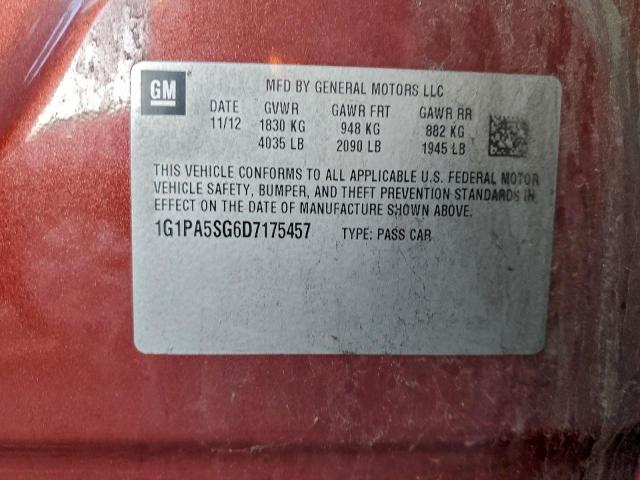 GM
MFD BY GENERAL MOTORS LLC
DATE GVWR GAWR FRT GAWR RR
11/12 1830 KG 948 KG 882 KG
4035 LB 2090 LB 1945 LB
THIS VEHICLE CONFORMS TO ALL APPLICABLE U.S. FEDERAL MOTOR
VEHICLE SAFETY, BUMPER, AND THEFT PREVENTION STANDARDS IN
EFFECT ON THE DATE OF MANUFACTURE SHOWN ABOVE.
1G1PA5SG6D7175457 TYPE: PASS CAR